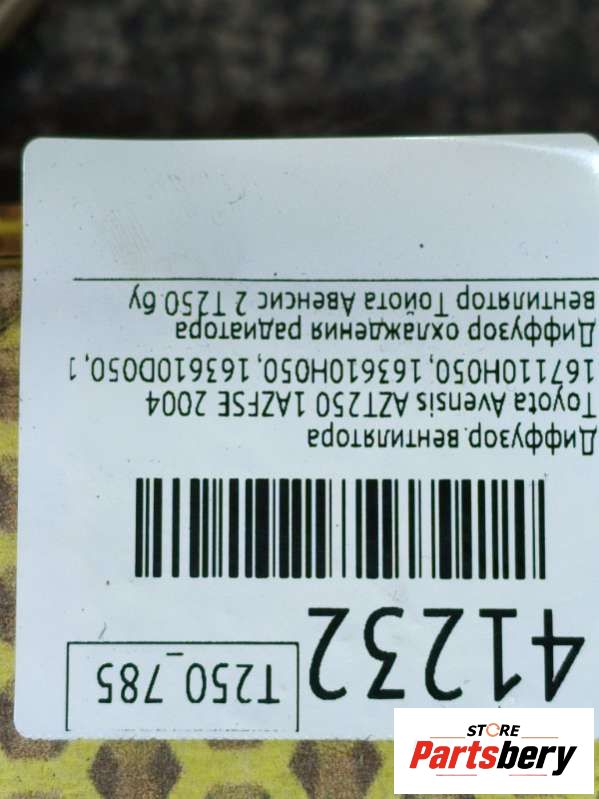 41232
T250_785
Диффузор вентилятора
Toyota Avensis AZT250 1AZFSE 2004
167110H050, 163610H050, 163610D050, 1
Диффузор охлаждения радиатора
вентилятор Тойота Авенсис 2 Т250 бу
STORE
Partsbery